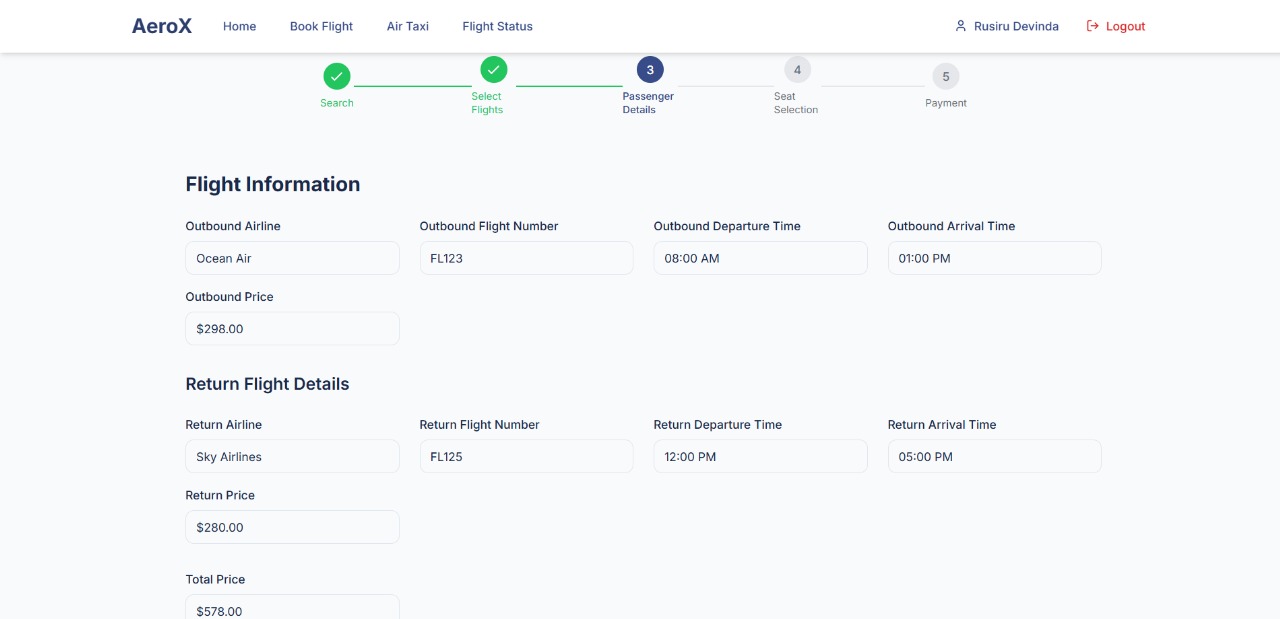 AeroX Home Book Flight Air Taxi Flight Status Rusiru Devinda Logout
3 4 5
Search Select Flights Passenger Details Seat Selection Payment
Flight Information
Outbound Airline Outbound Flight Number Outbound Departure Time Outbound Arrival Time
Ocean Air FL123 08:00 AM 01:00 PM
Outbound Price
$298.00
Return Flight Details
Return Airline Return Flight Number Return Departure Time Return Arrival Time
Sky Airlines FL125 12:00 PM 05:00 PM
Return Price
$280.00
Total Price
$578.00